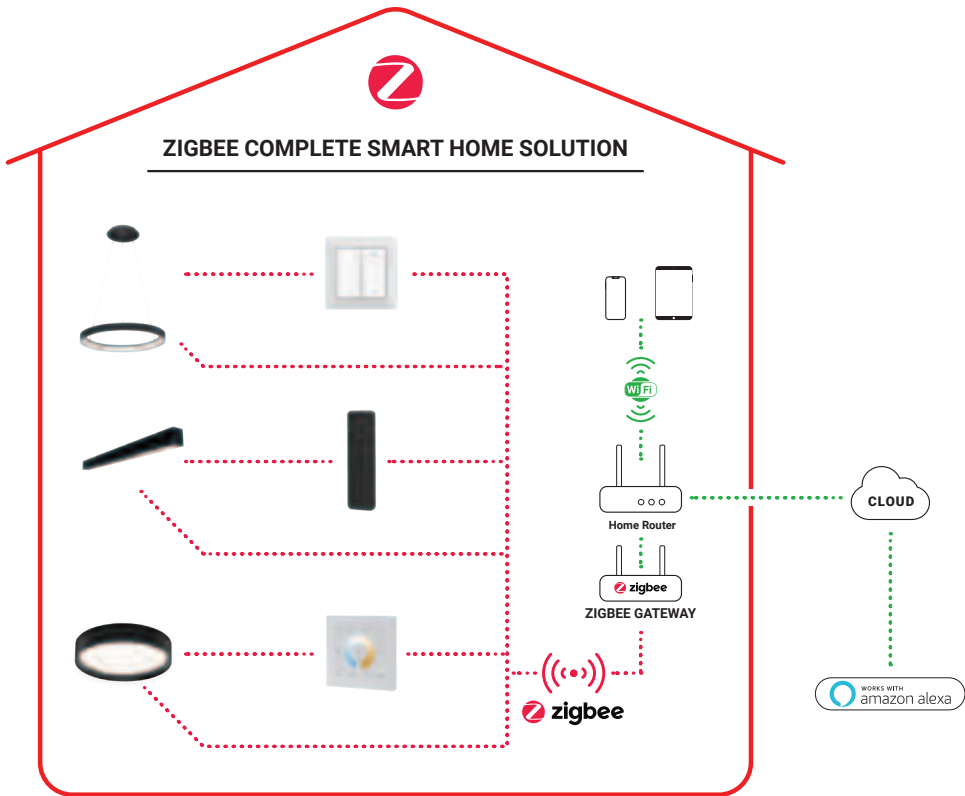 ZIGBEE COMPLETE SMART HOME SOLUTION
WiFi
Home Router
CLOUD
zigbee
ZIGBEE GATEWAY
zigbee
WORKS WITH
amazon alexa